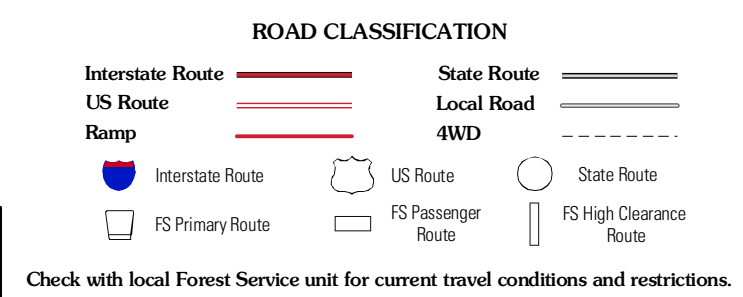 ROAD CLASSIFICATION
Interstate Route
State Route
US Route
Local Road
Ramp
4WD
Interstate Route
US Route
State Route
FS Primary Route
FS Passenger
Route
FS High Clearance
Route
Check with local Forest Service unit for current travel conditions and restrictions.